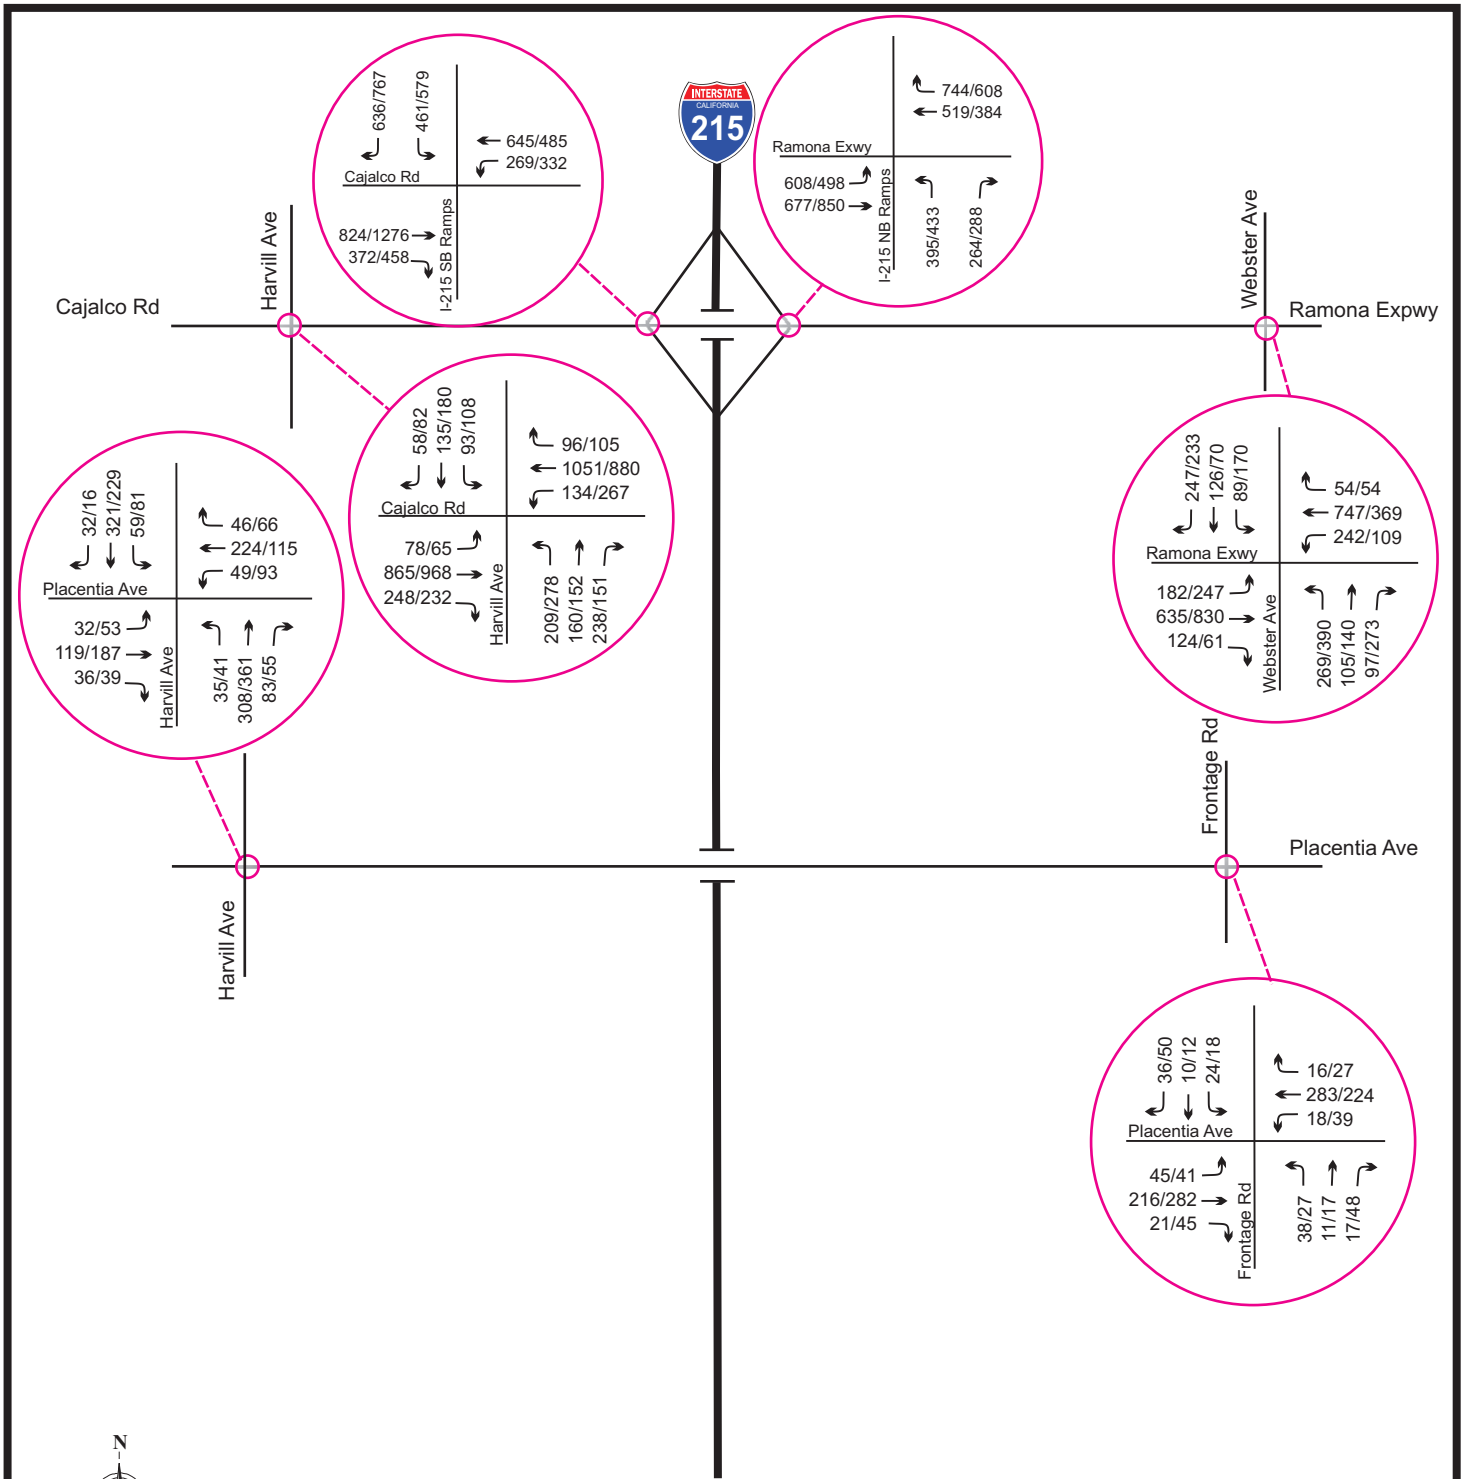 636/767
461/579
645/485
269/332
Cajalco Rd
824/1276
372/458
I-215 SB Ramps
INTERSTATE
CALIFORNIA
215
744/608
519/384
Ramona Exwy
608/498
677/850
I-215 NB Ramps
395/433
264/288
Harvill Ave
Webster Ave
Cajalco Rd
Ramona Expwy
58/82
135/180
93/108
96/105
1051/880
134/267
Cajalco Rd
78/65
865/968
248/232
Harvill Ave
209/278
160/152
238/151
32/16
321/229
59/81
46/66
224/115
49/93
Placentia Ave
32/53
119/187
36/39
Harvill Ave
35/41
308/361
83/55
247/233
126/70
89/170
54/54
747/369
242/109
Ramona Exwy
182/247
635/830
124/61
Webster Ave
269/390
105/140
97/273
Frontage Rd
Placentia Ave
Harvill Ave
36/50
10/12
24/18
16/27
283/224
18/39
Placentia Ave
45/41
216/282
21/45
Frontage Rd
38/27
11/17
17/48
N